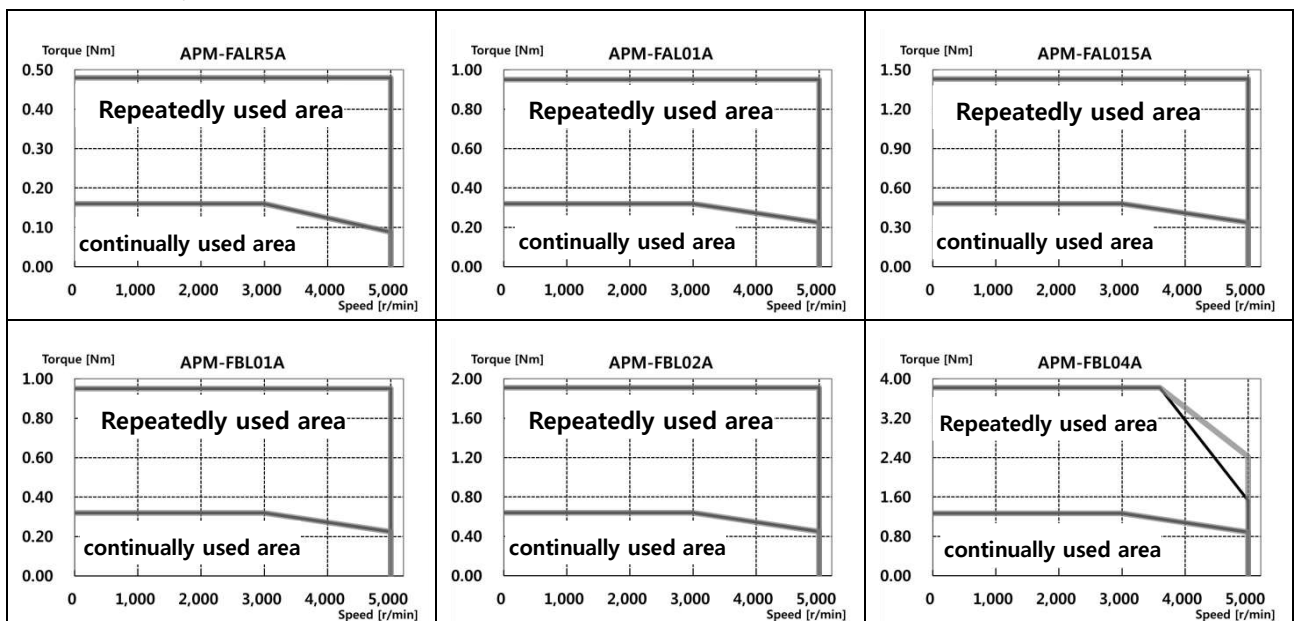 Torque [Nm] APM-FALR5A
0.50
0.40
Repeatedly used area
0.30
0.20
0.10
continually used area
0.00
0 1,000 2,000 3,000 4,000 5,000
Speed [r/min]
Torque [Nm] APM-FAL01A
1.00
0.80
Repeatedly used area
0.60
0.40
0.20
continually used area
0.00
0 1,000 2,000 3,000 4,000 5,000
Speed [r/min]
Torque [Nm] APM-FAL015A
1.50
1.20
Repeatedly used area
0.90
0.60
0.30
continually used area
0.00
0 1,000 2,000 3,000 4,000 5,000
Speed [r/min]
Torque [Nm] APM-FBL01A
1.00
0.80
Repeatedly used area
0.60
0.40
0.20
continually used area
0.00
0 1,000 2,000 3,000 4,000 5,000
Speed [r/min]
Torque [Nm] APM-FBL02A
2.00
1.60
Repeatedly used area
1.20
0.80
0.40
continually used area
0.00
0 1,000 2,000 3,000 4,000 5,000
Speed [r/min]
Torque [Nm] APM-FBL04A
4.00
3.20
Repeatedly used area
2.40
1.60
0.80
continually used area
0.00
0 1,000 2,000 3,000 4,000 5,000
Speed [r/min]